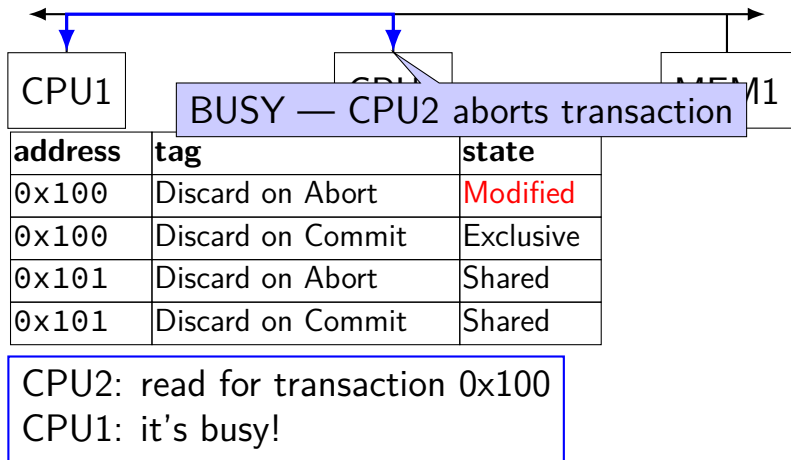 CPU1
MEM1
BUSY — CPU2 aborts transaction
address tag state
0x100 Discard on Abort Modified
0x100 Discard on Commit Exclusive
0x101 Discard on Abort Shared
0x101 Discard on Commit Shared
CPU2: read for transaction 0x100
CPU1: it's busy!